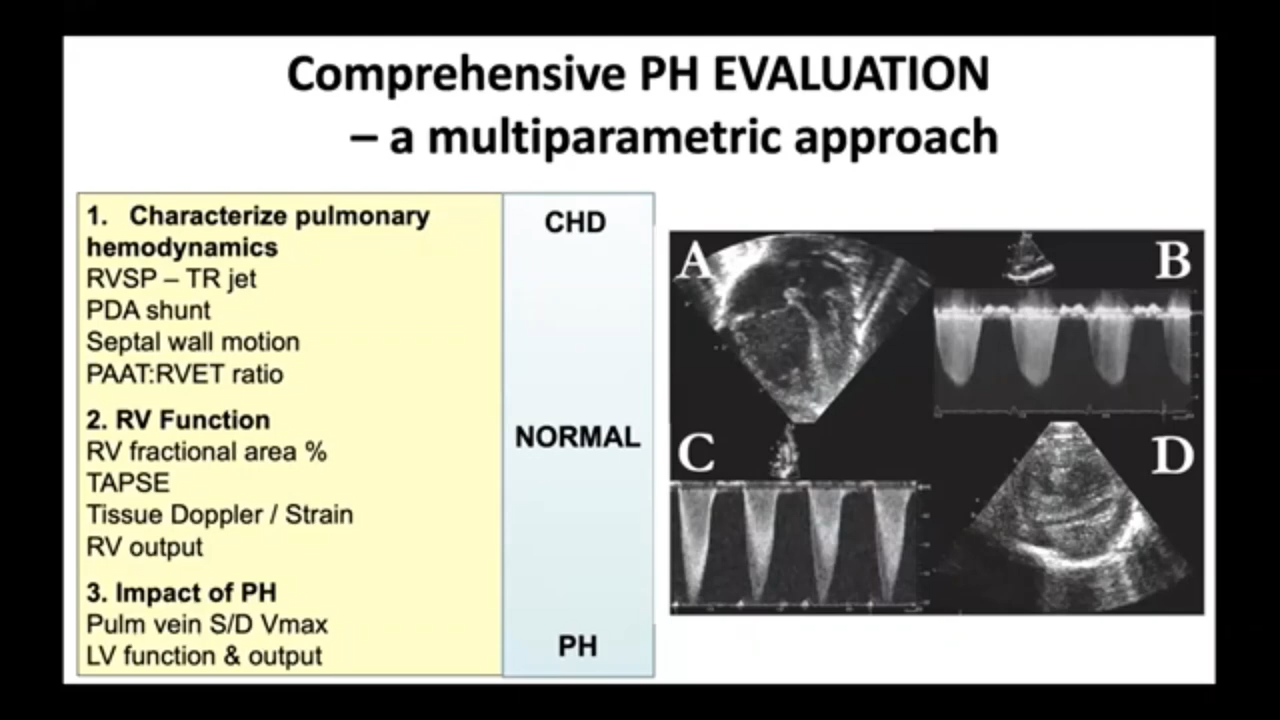 Comprehensive PH EVALUATION
– a multiparametric approach
1. Characterize pulmonary
hemodynamics
RVSP – TR jet
PDA shunt
Septal wall motion
PAAT:RVET ratio
2. RV Function
RV fractional area %
TAPSE
Tissue Doppler / Strain
RV output
3. Impact of PH
Pulm vein S/D Vmax
LV function & output
CHD
NORMAL
PH
A
B
C
D